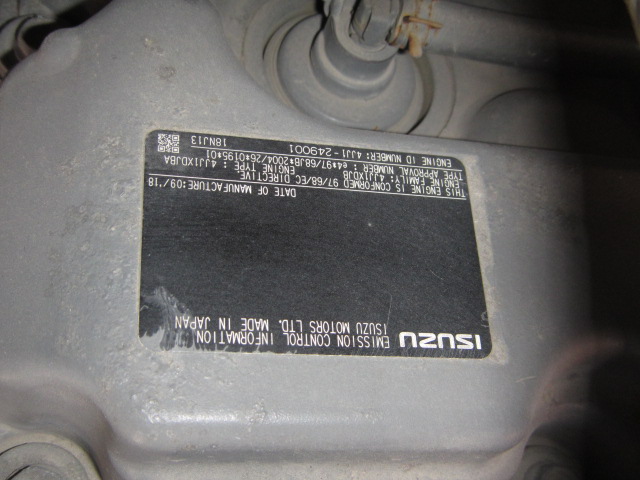 ISUZU
EMISSION CONTROL INFORMATION
ISUZU MOTORS LTD. MADE IN JAPAN
DATE OF MANUFACTURE:09/'18
THIS ENGINE IS CONFORMED 97/68/EC DIRECTIVE
ENGINE FAMILY: 4JJ1XDJB ENGINE TYPE : 4JJ1XDJBA
TYPE APPROVAL NUMBER : e4*97/68JB*2004/26*0195*01
ENGINE ID NUMBER: 4JJ1-249001
18NJ13